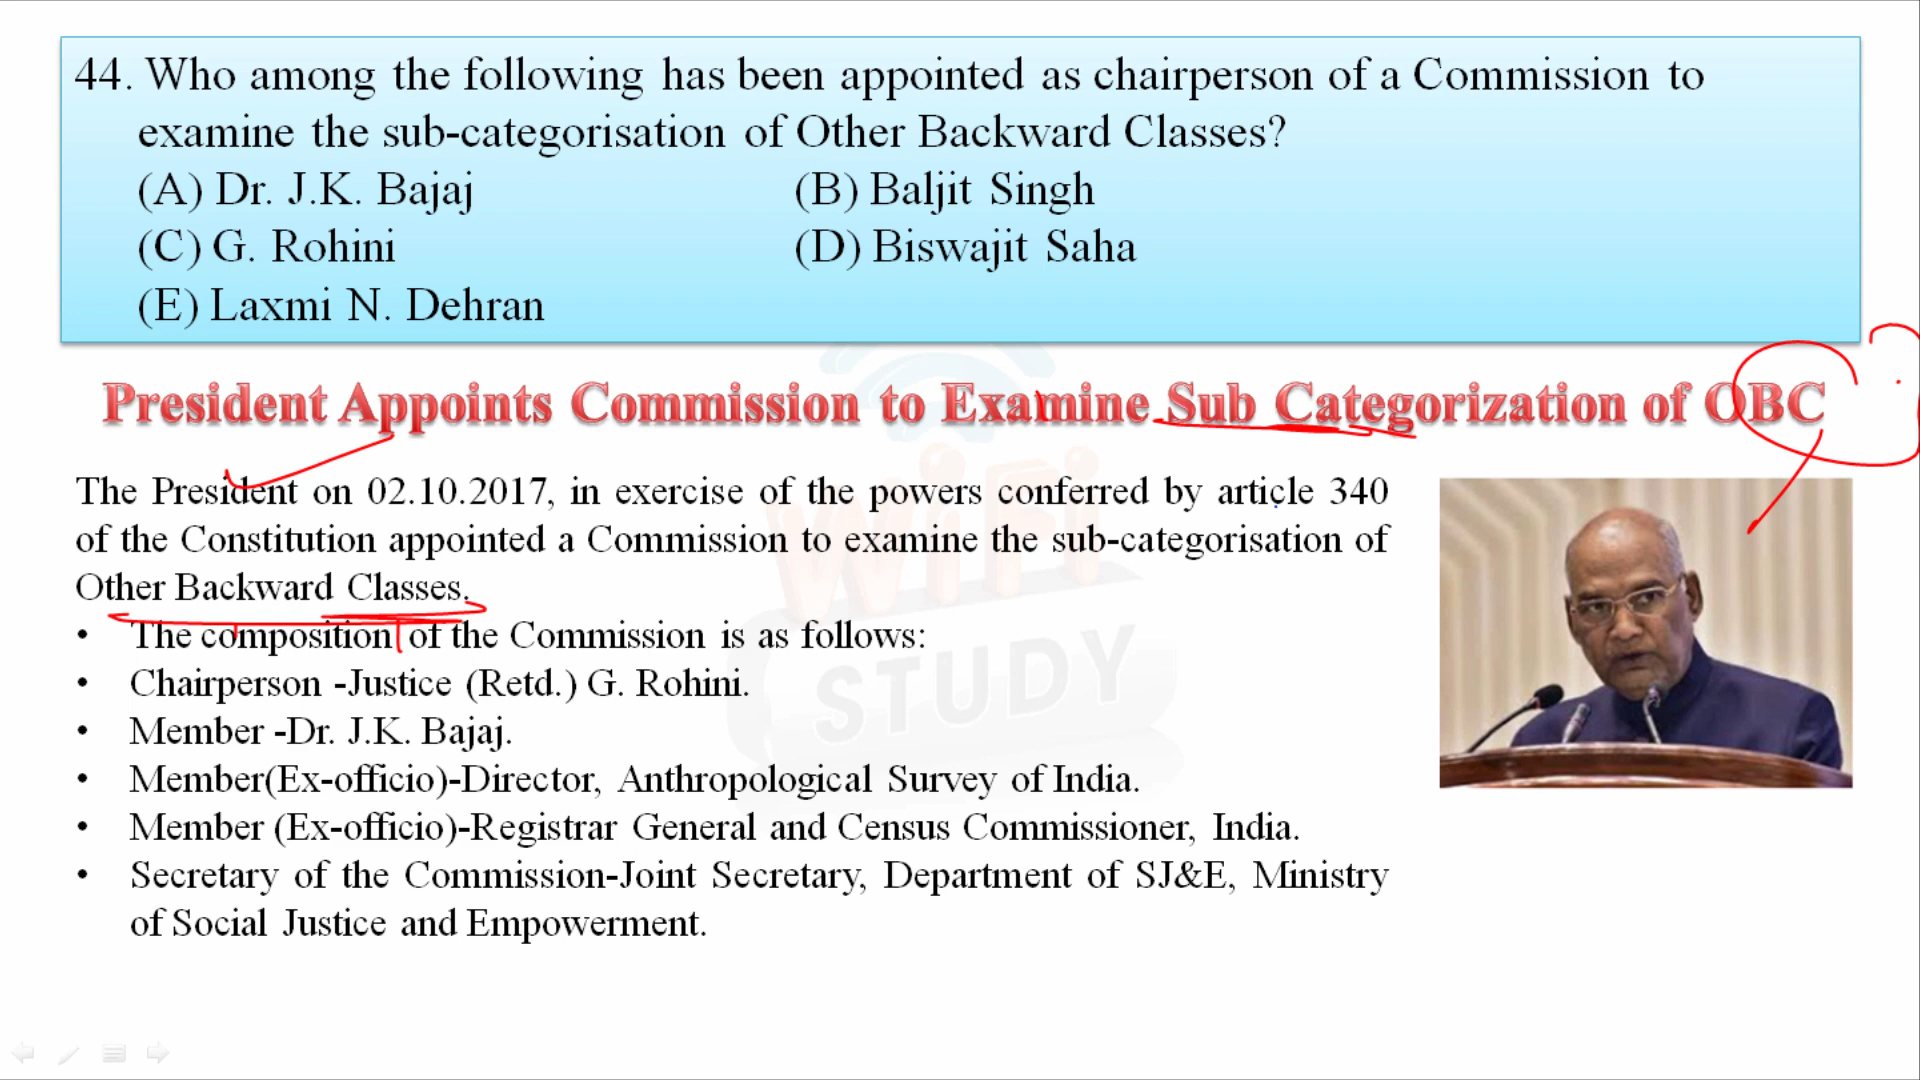 44. Who among the following has been appointed as chairperson of a Commission to
examine the sub-categorisation of Other Backward Classes?
(A) Dr. J.K. Bajaj (B) Baljit Singh
(C) G. Rohini (D) Biswajit Saha
(E) Laxmi N. Dehran
President Appoints Commission to Examine Sub Categorization of OBC
The President on 02.10.2017, in exercise of the powers conferred by article 340
of the Constitution appointed a Commission to examine the sub-categorisation of
Other Backward Classes.
• The composition of the Commission is as follows:
• Chairperson -Justice (Retd.) G. Rohini.
• Member -Dr. J.K. Bajaj.
• Member(Ex-officio)-Director, Anthropological Survey of India.
• Member (Ex-officio)-Registrar General and Census Commissioner, India.
• Secretary of the Commission-Joint Secretary, Department of SJ&E, Ministry
of Social Justice and Empowerment.
WiFi
STUDY